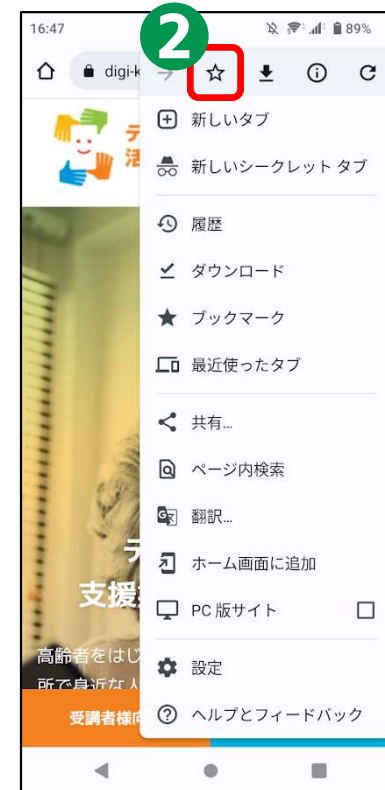 16:47
89%
2
digi-k
新しいタブ
新しいシークレット タブ
履歴
ダウンロード
ブックマーク
最近使ったタブ
共有...
ページ内検索
翻訳...
ホーム画面に追加
PC 版サイト
設定
ヘルプとフィードバック
デ
活
デ
支援
高齢者をはじ
所で身近な人
受講者様向